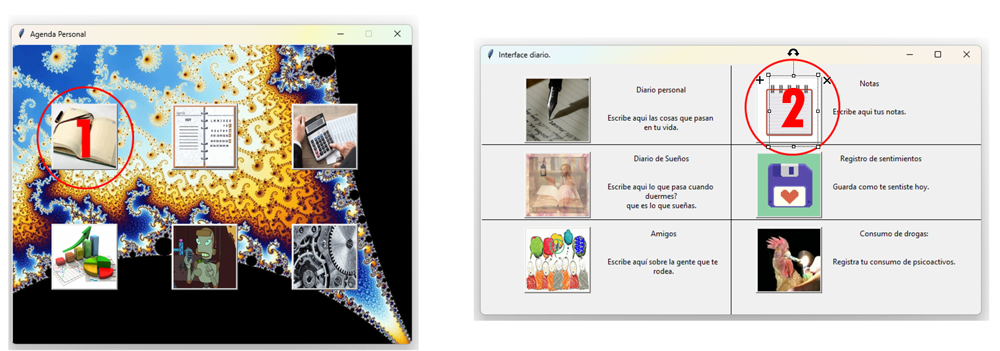 Agenda Personal
1
Agenda
HOY
L M M J V S D
Interface diario.
Diario personal
Escribe aqui las cosas que pasan
en tu vida.
2
Notas
Escribe aqui tus notas.
Diario de Sueños
Escribe aqui lo que pasa cuando
duermes?
que es lo que sueñas.
Registro de sentimientos
Guarda como te sentiste hoy.
Amigos
Escribe aquí sobre la gente que te
rodea.
Consumo de drogas:
Registra tu consumo de psicoactivos.